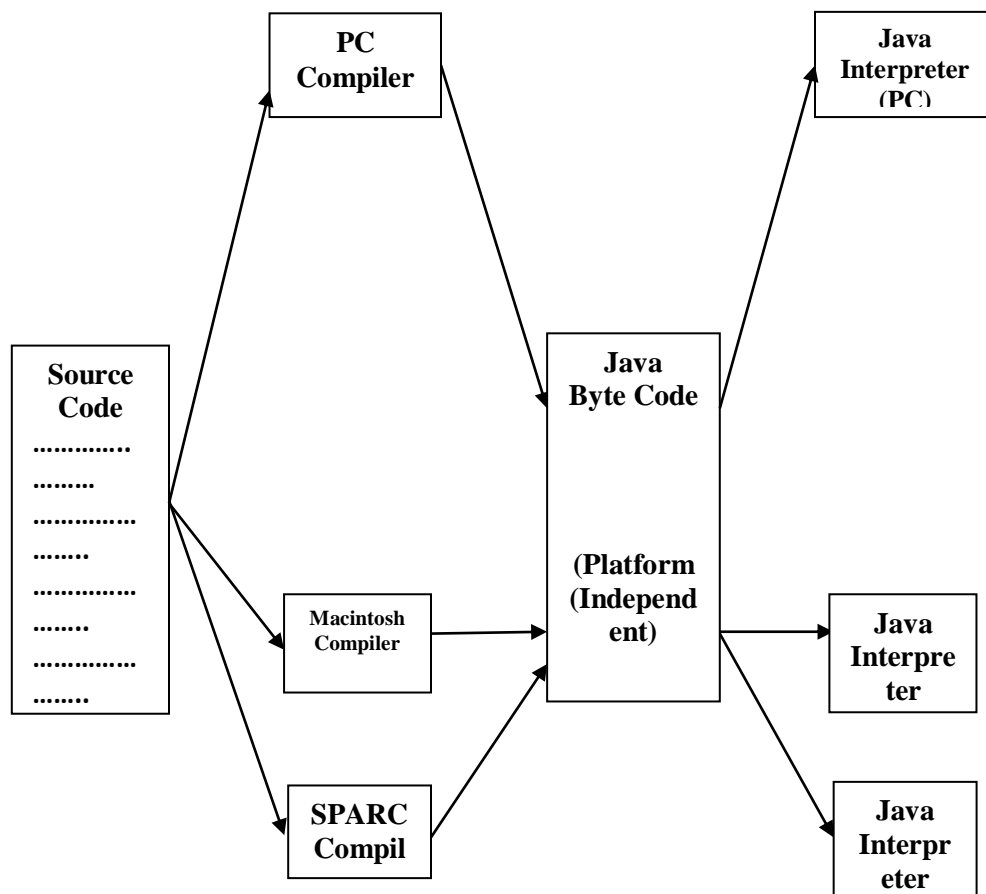 PC
Compiler
Java
Interpreter
(PC)
Source
Code
…………..
………
……………
……..
……………
……..
……………
……..
Java
Byte Code
(Platform
(Independ
ent)
Macintosh
Compiler
Java
Interpre
ter
SPARC
Compil
Java
Interpr
eter